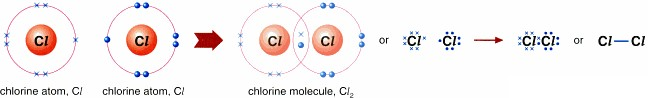 Cl Cl Cl Cl or Cl Cl Cl Cl or Cl — Cl
chlorine atom, Cl chlorine atom, Cl chlorine molecule, Cl₂